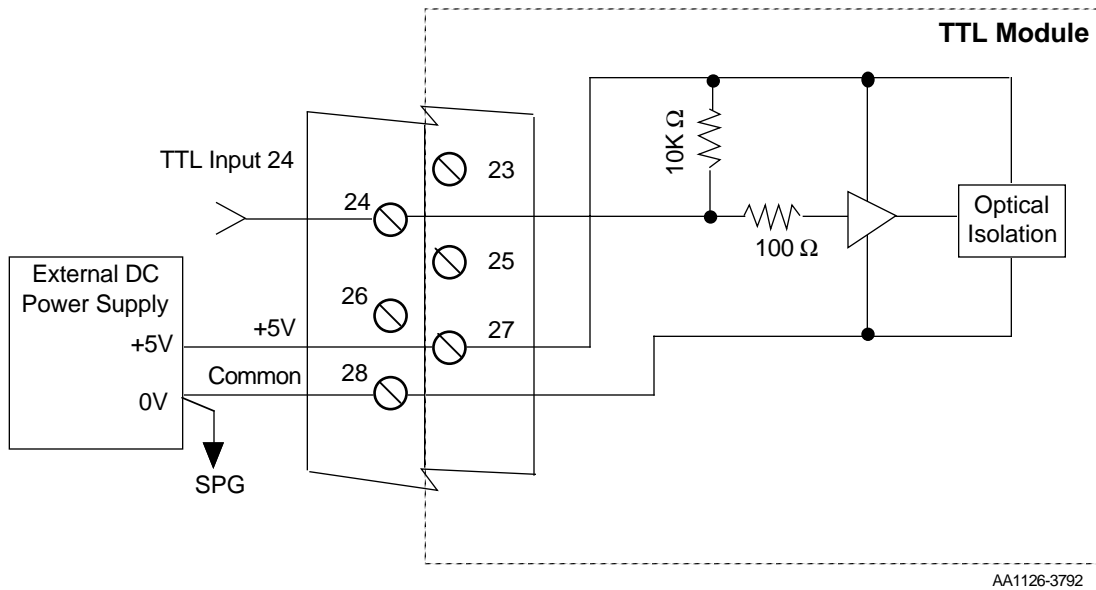 TTL Module
TTL Input 24
23
24
10K Ω
100 Ω
Optical
Isolation
25
External DC
Power Supply
26
27
+5V
+5V
Common
28
0V
SPG
AA1126-3792